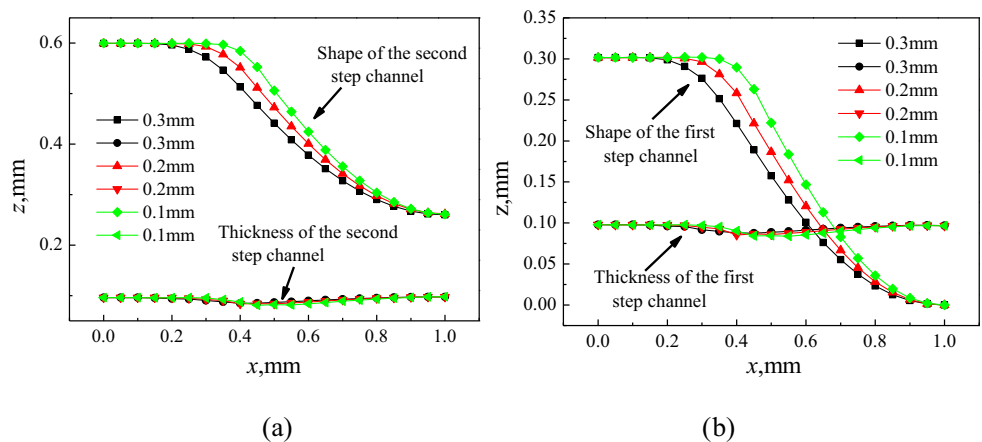 (a)
0.6
0.4
0.2
z,mm
Shape of the second
step channel
0.3mm
0.3mm
0.2mm
0.2mm
0.1mm
0.1mm
Thickness of the second
step channel
0.0 0.2 0.4 0.6 0.8 1.0
x,mm
(a)
(b)
0.35
0.30
0.25
0.20
0.15
0.10
0.05
0.00
z,mm
0.3mm
0.3mm
0.2mm
0.2mm
0.1mm
0.1mm
Shape of the first
step channel
Thickness of the first
step channel
0.0 0.2 0.4 0.6 0.8 1.0
x,mm
(b)